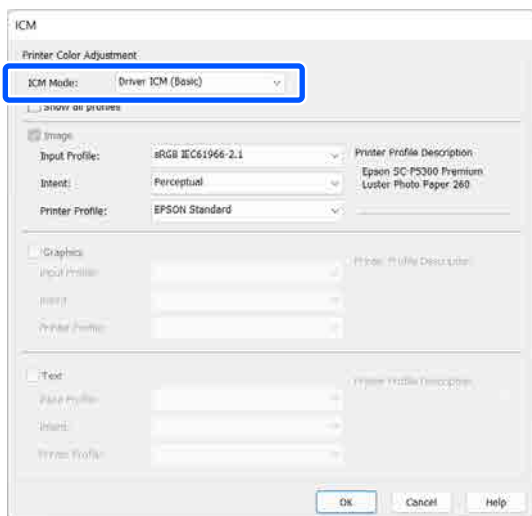 ICM
Printer Color Adjustment
ICM Mode: Driver ICM (Basic)
Show all profiles
Image
Input Profile: sRGB IEC61966-2.1
Printer Profile Description
Intent: Perceptual
Epson SC-P5300 Premium
Luster Photo Paper 260
Printer Profile: EPSON Standard
Graphics
Printer Profile Description
Input Profile:
Intent:
Printer Profile:
Text
Printer Profile Description
Input Profile:
Intent:
Printer Profile:
OK Cancel Help